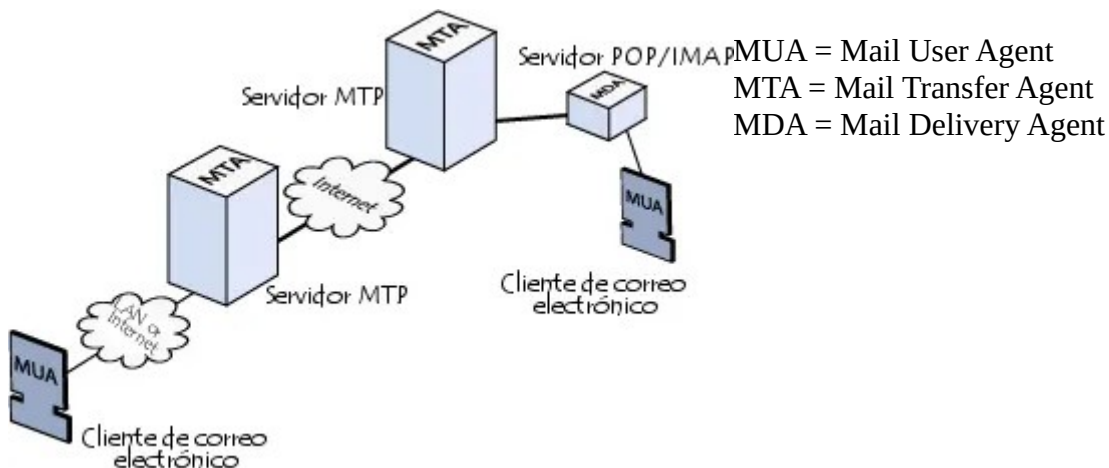 MTA
Servidor POP/IMAP
MUA = Mail User Agent
MTA = Mail Transfer Agent
MDA = Mail Delivery Agent
MDA
Servidor MTP
MTA
Internet
MUA
Servidor MTP
Cliente de correo
electrónico
LAN o
Internet
MUA
Cliente de correo
electrónico